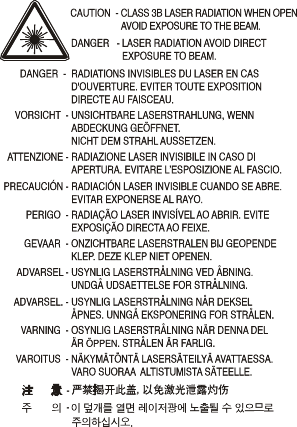 CAUTION - CLASS 3B LASER RADIATION WHEN OPEN
AVOID EXPOSURE TO THE BEAM.
DANGER - LASER RADIATION AVOID DIRECT
EXPOSURE TO BEAM.
DANGER - RADIATIONS INVISIBLES DU LASER EN CAS
D'OUVERTURE. EVITER TOUTE EXPOSITION
DIRECTE AU FAISCEAU.
VORSICHT - UNSICHTBARE LASERSTRAHLUNG, WENN
ABDECKUNG GEÖFFNET.
NICHT DEM STRAHL AUSSETZEN.
ATTENZIONE - RADIAZIONE LASER INVISIBILE IN CASO DI
APERTURA. EVITARE L'ESPOSIZIONE AL FASCIO.
PRECAUCIÓN - RADIACIÓN LASER INVISIBLE CUANDO SE ABRE.
EVITAR EXPONERSE AL RAYO.
PERIGO - RADIAÇÃO LASER INVISÍVEL AO ABRIR. EVITE
EXPOSIÇÃO DIRECTA AO FEIXE.
GEVAAR - ONZICHTBARE LASERSTRALEN BIJ GEOPENDE
KLEP. DEZE KLEP NIET OPENEN.
ADVARSEL - USYNLIG LASERSTRÅLNING VED ÅBNING.
UNDGÅ UDSAETTELSE FOR STRÅLNING.
ADVARSEL. - USYNLIG LASERSTRÅLNING NÅR DEKSEL
ÅPNES. UNNGÅ EKSPONERING FOR STRÅLEN.
VARNING - OSYNLIG LASERSTRÅLNING NÄR DENNA DEL
ÄR ÖPPEN. STRÅLEN ÄR FARLIG.
VAROITUS - NÄKYMÄTÖNTÄ LASERSÄTEILYÄ AVATTAESSA.
VARO SUORAA ALTISTUMISTA SÄTEELLE.
注 意 - 严禁揭开此盖, 以免激光泄露灼伤
주 의 - 이 덮개를 열면 레이저광에 노출될 수 있으므로
주의하십시오.